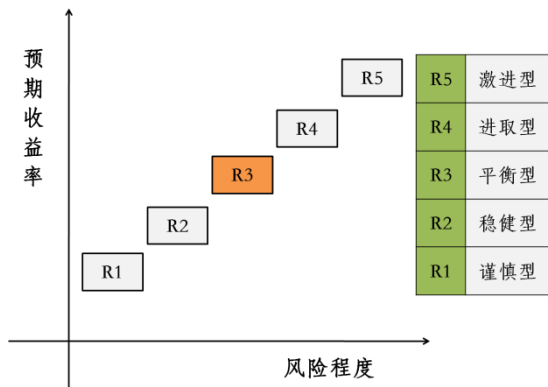 预期收益率
R5
R4
R3
R2
R1
风险程度
R5 激进型
R4 进取型
R3 平衡型
R2 稳健型
R1 谨慎型